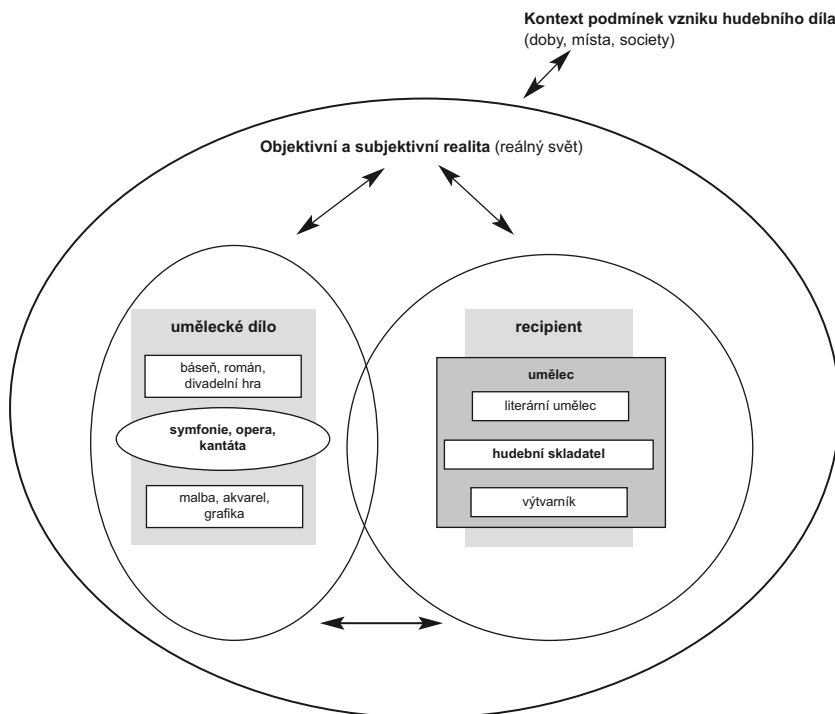 Kontext podmínek vzniku hudebního díla
(doby, místa, society)
Objektivní a subjektivní realita (reálný svět)
umělecké dílo
báseň, román,
divadelní hra
symfonie, opera,
kantáta
malba, akvarel,
grafika
recipient
umělec
literární umělec
hudební skladatel
výtvarník